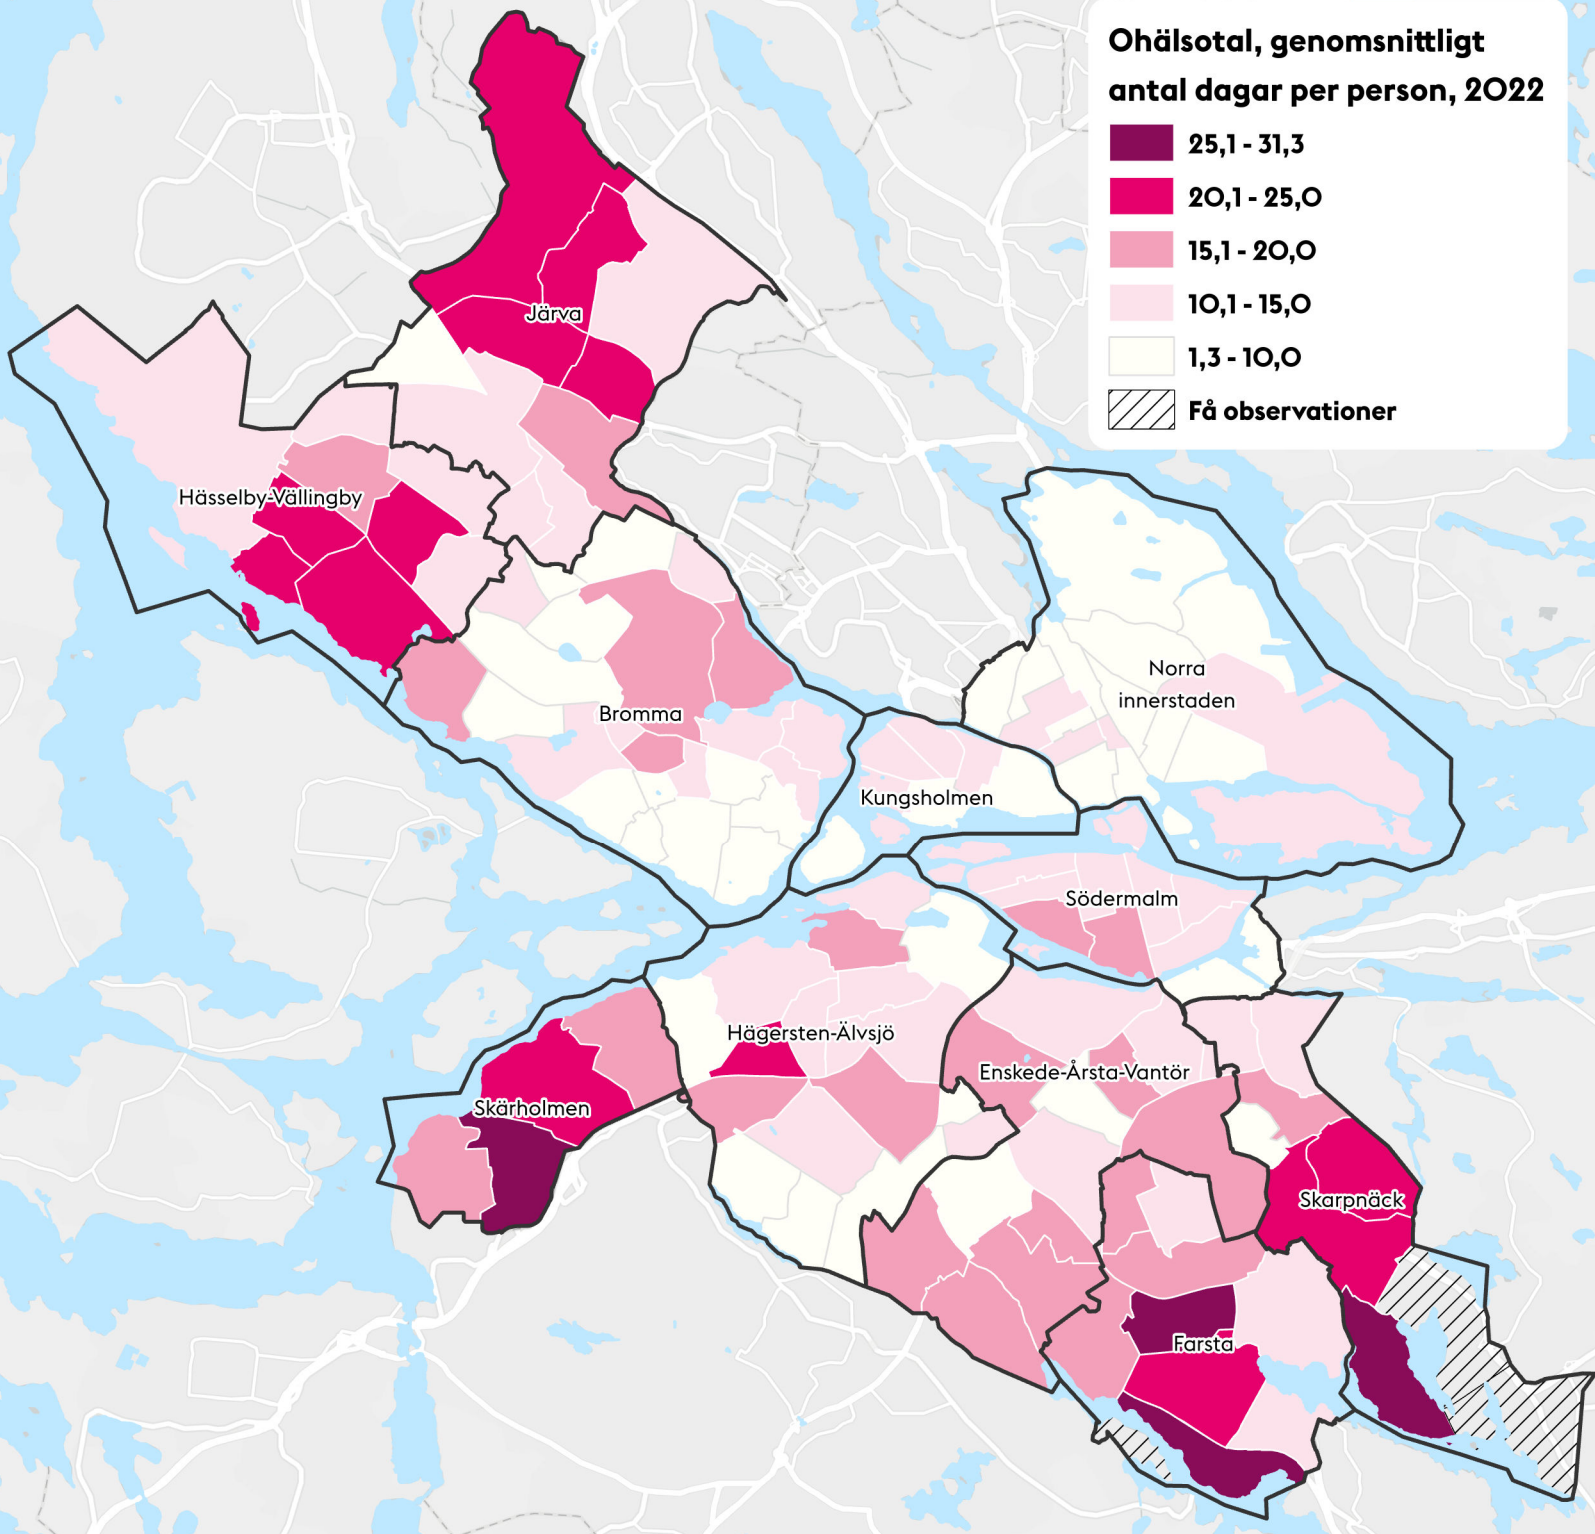 Ohälsotal, genomsnittligt
antal dagar per person, 2022
25,1 - 31,3
20,1 - 25,0
15,1 - 20,0
10,1 - 15,0
1,3 - 10,0
Få observationer
Järva
Hässelby-Vällingby
Norra
innerstaden
Bromma
Kungsholmen
Södermalm
Hägersten-Älvsjö
Enskede-Årsta-Vantör
Skärholmen
Skarpnäck
Farsta